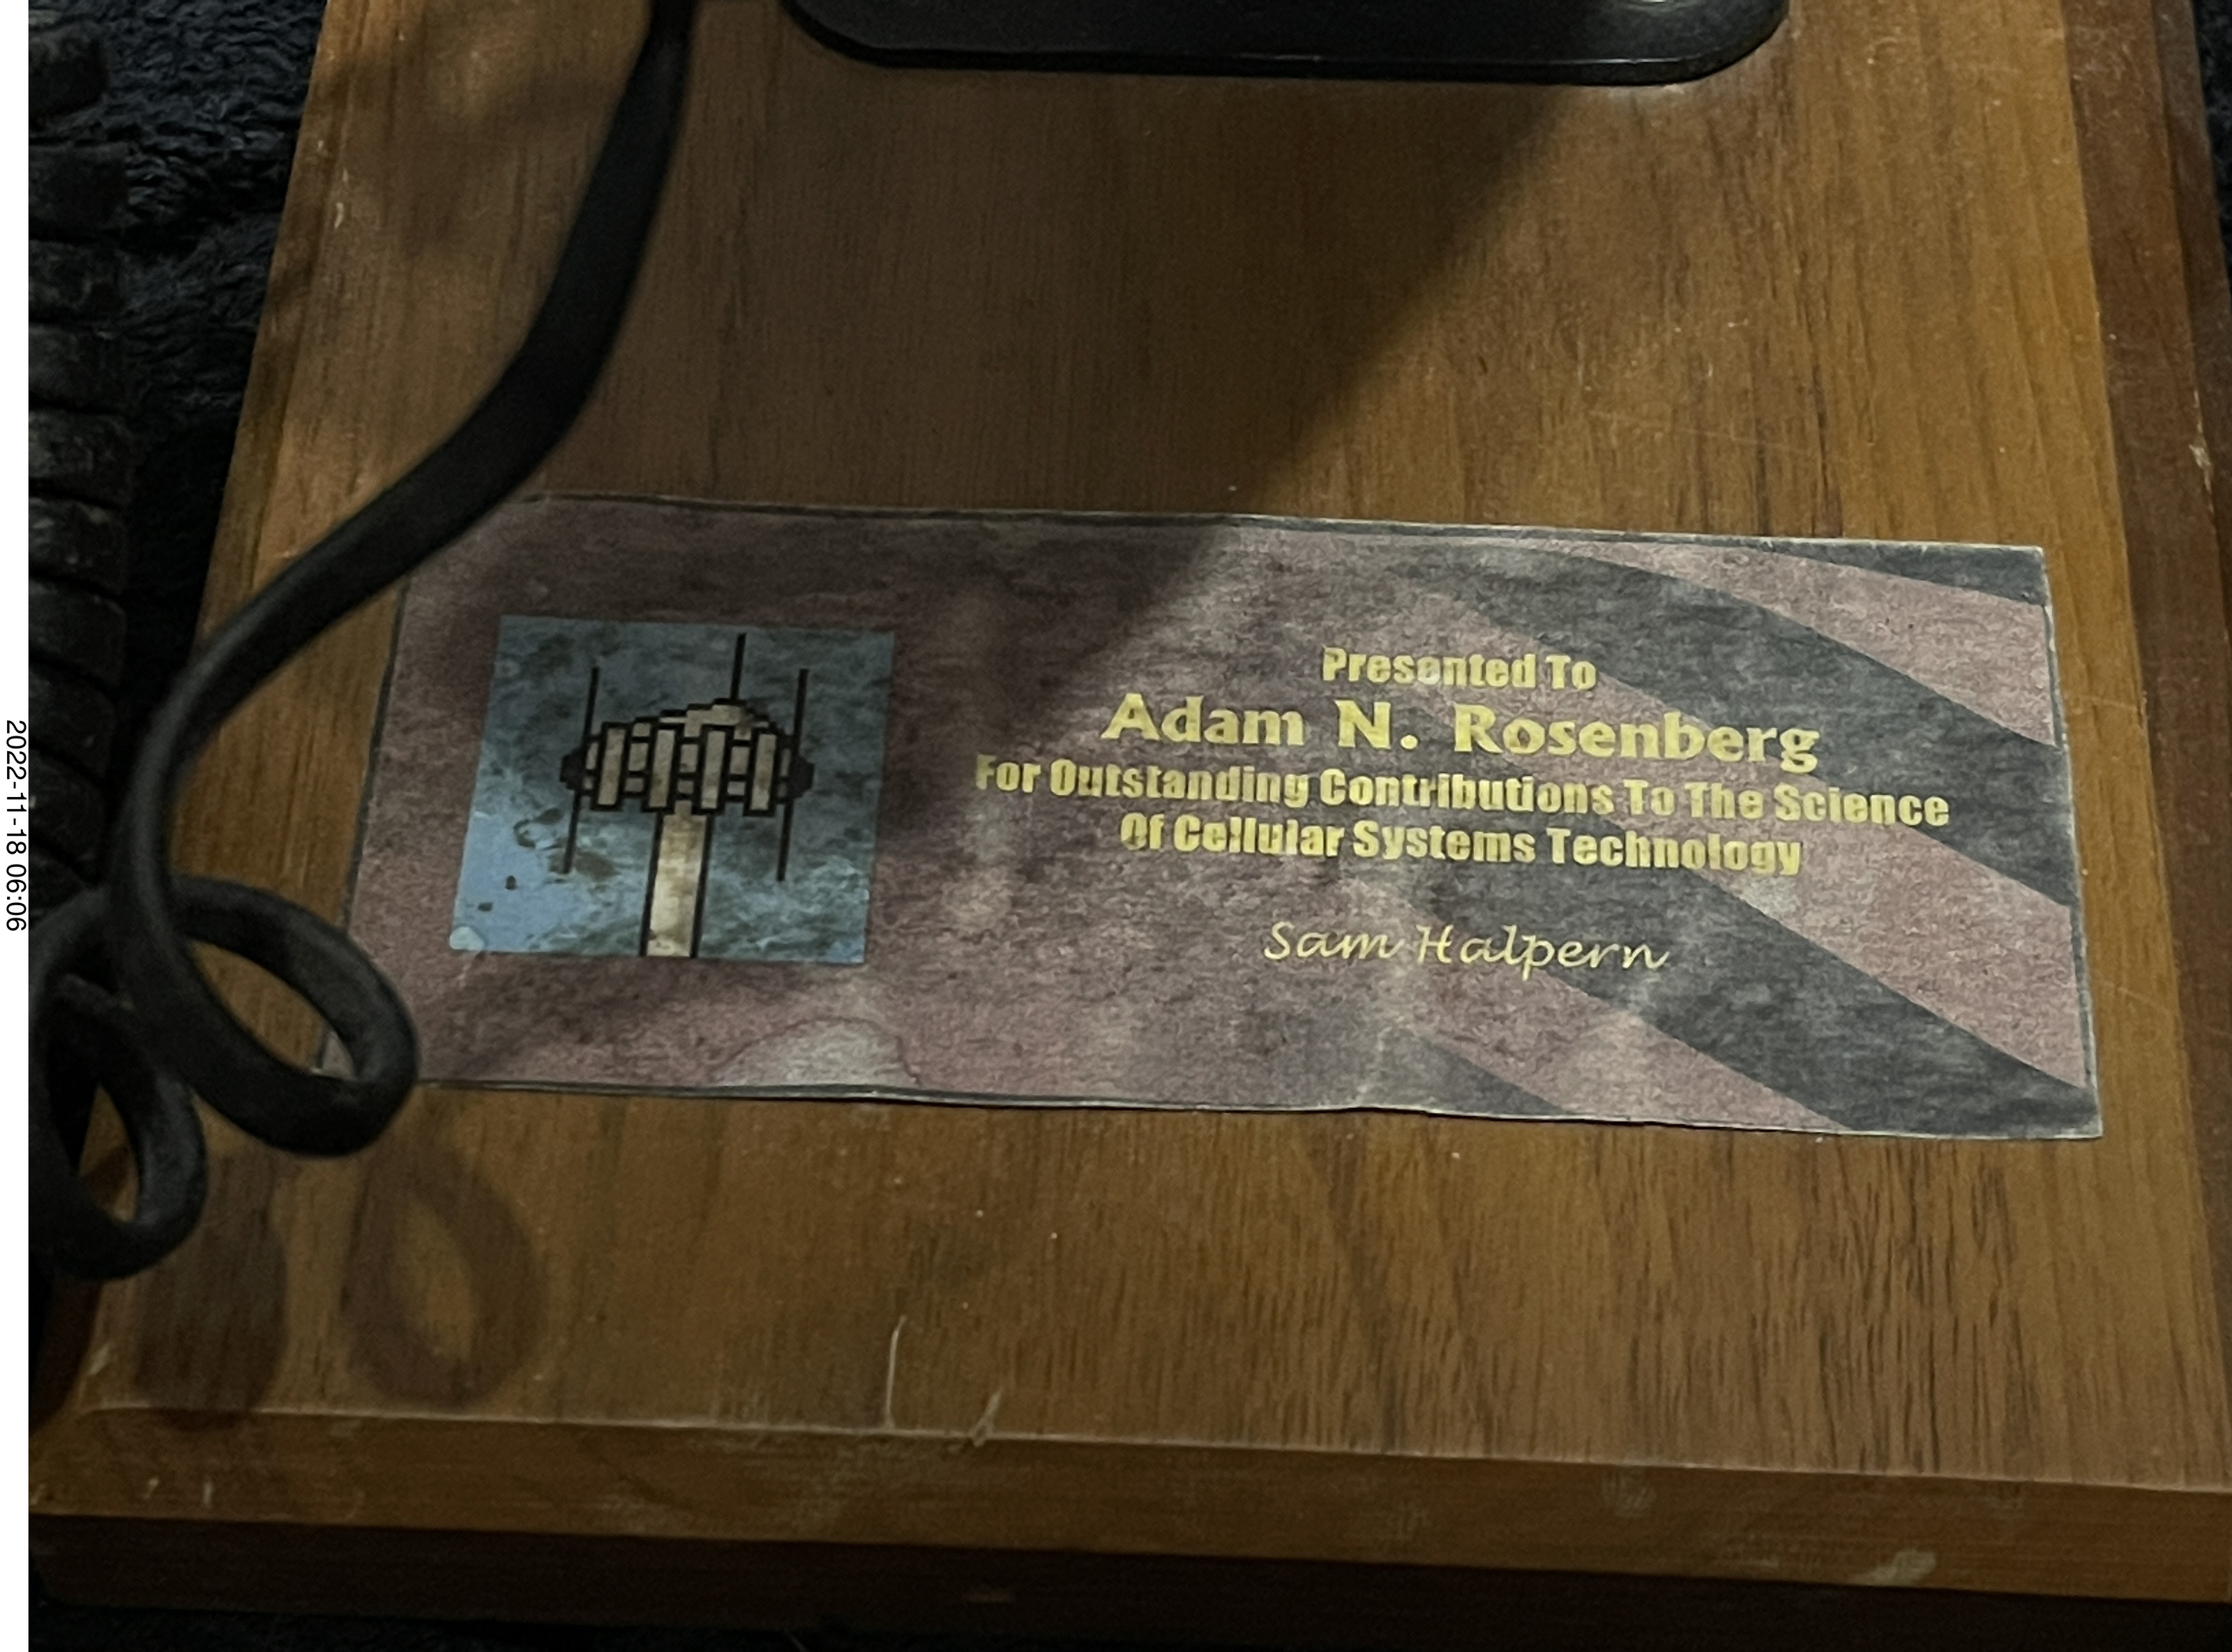 Presented To
Adam N. Rosenberg
For Outstanding Contributions To The Science
Of Cellular Systems Technology
Sam Halpern
2022-11-18 06:06